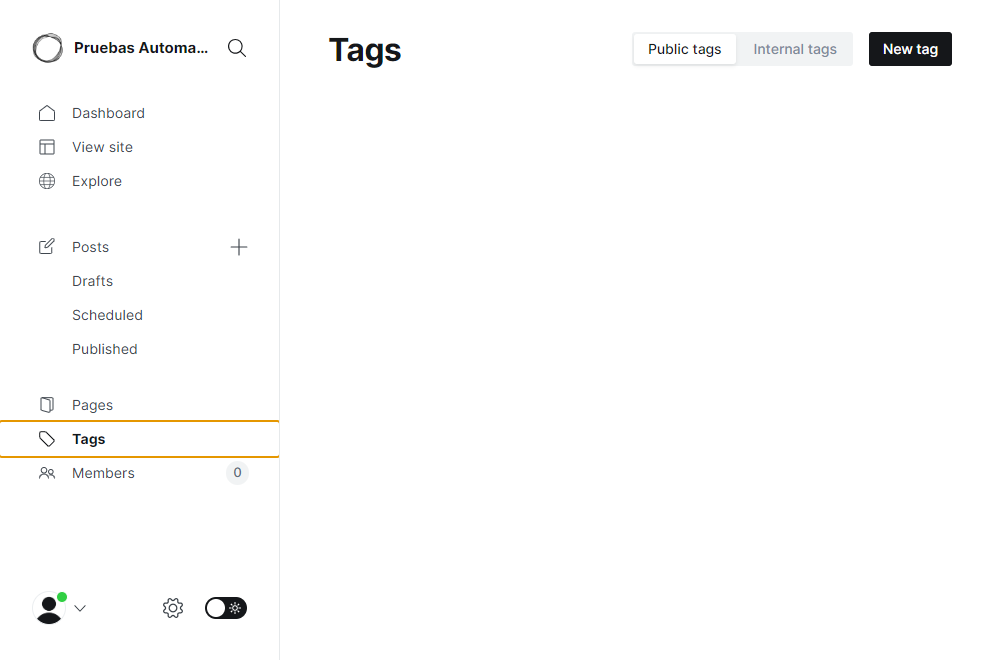 Pruebas Automa...
Dashboard
View site
Explore
Posts
Drafts
Scheduled
Published
Pages
Tags
Members 0
Tags
Public tags Internal tags New tag